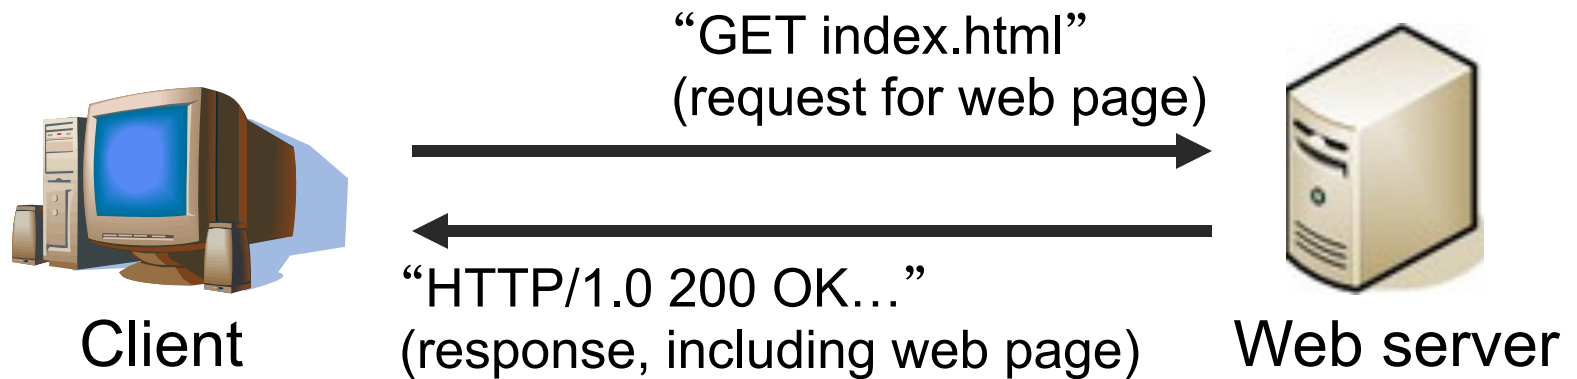 “GET index.html”
(request for web page)
“HTTP/1.0 200 OK…”
(response, including web page)
Client
Web server